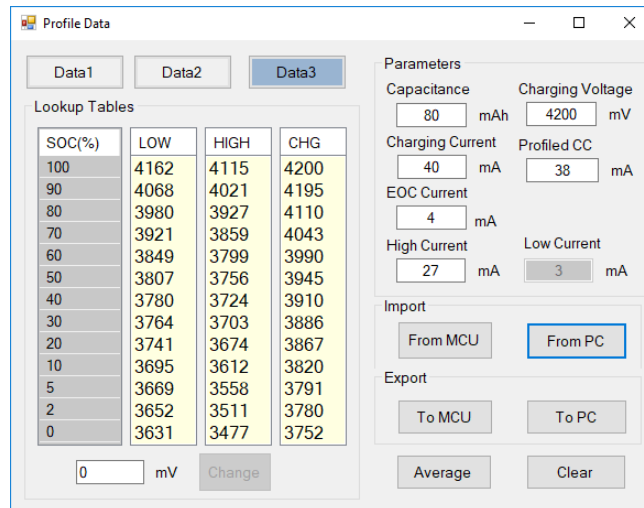 Profile Data
Data1 Data2 Data3
Lookup Tables
SOC(%) LOW HIGH CHG
100 4162 4115 4200
90 4068 4021 4195
80 3980 3927 4110
70 3921 3859 4043
60 3849 3799 3990
50 3807 3756 3945
40 3780 3724 3910
30 3764 3703 3886
20 3741 3674 3867
10 3695 3612 3820
5 3669 3558 3791
2 3652 3511 3780
0 3631 3477 3752
0 mV Change
Parameters
Capacitance Charging Voltage
80 mAh 4200 mV
Charging Current Profiled CC
40 mA 38 mA
EOC Current
4 mA
High Current Low Current
27 mA 3 mA
Import
From MCU From PC
Export
To MCU To PC
Average Clear